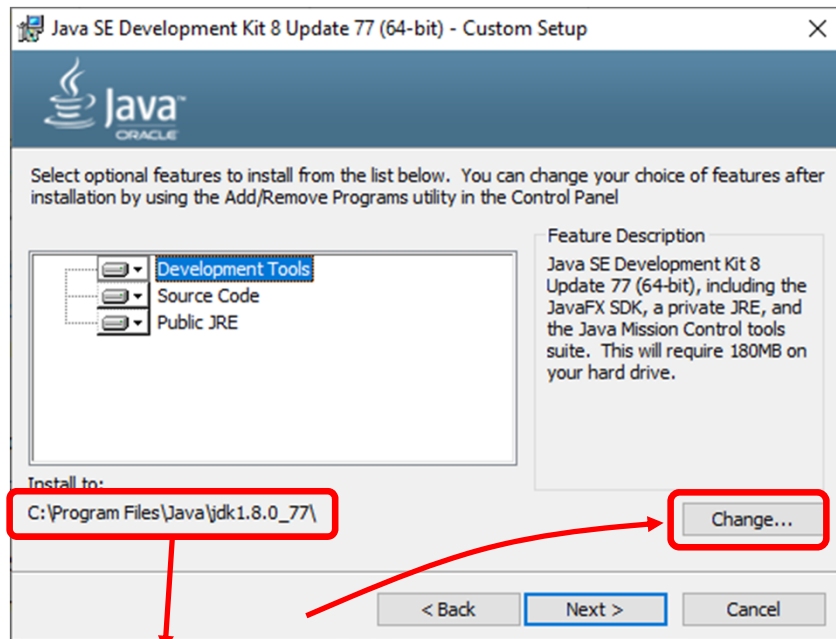 Java SE Development Kit 8 Update 77 (64-bit) - Custom Setup
Java™
ORACLE
Select optional features to install from the list below. You can change your choice of features after
installation by using the Add/Remove Programs utility in the Control Panel
Development Tools
Source Code
Public JRE
Feature Description
Java SE Development Kit 8
Update 77 (64-bit), including the
JavaFX SDK, a private JRE, and
the Java Mission Control tools
suite. This will require 180MB on
your hard drive.
Install to:
C:\Program Files\Java\jdk1.8.0_77\
Change...
< Back
Next >
Cancel